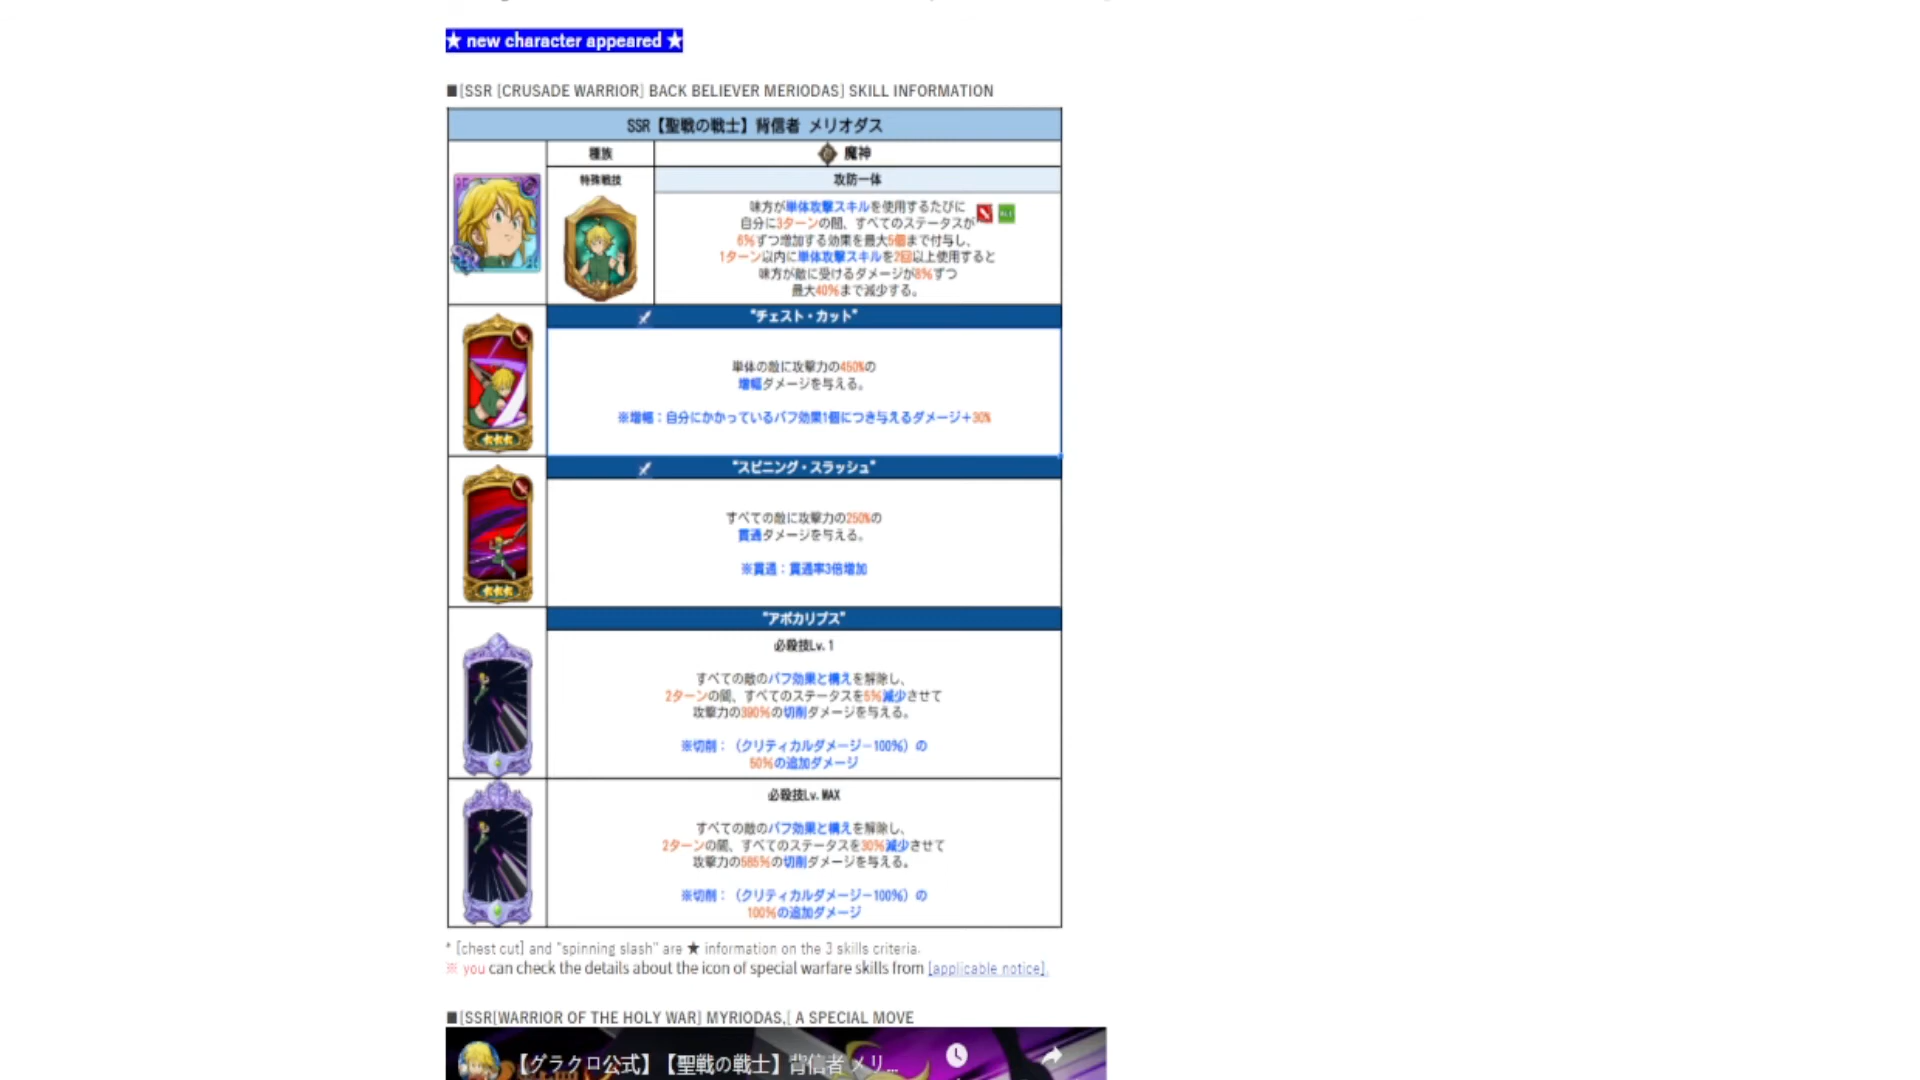 ★ new character appeared ★
■[SSR [CRUSADE WARRIOR] BACK BELIEVER MERIODAS] SKILL INFORMATION
SSR【聖戦の戦士】背信者 メリオダス
種族
魔神
特殊戦技
攻防一体
味方が単体攻撃スキルを使用するたびに
自分に3ターンの間、すべてのステータスが
6%ずつ増加する効果を最大5個まで付与し、
1ターン以内に単体攻撃スキルを2回以上使用すると
味方が敵に受けるダメージが8%ずつ
最大40%まで減少する。
"チェスト・カット"
単体の敵に攻撃力の450%の
増幅ダメージを与える。
※増幅：自分にかかっているバフ効果1個につき与えるダメージ＋30%
"スピニング・スラッシュ"
すべての敵に攻撃力の250%の
貫通ダメージを与える。
※貫通：貫通率3倍増加
"アポカリプス"
必殺技Lv.1
すべての敵のバフ効果と構えを解除し、
2ターンの間、すべてのステータスを5%減少させて
攻撃力の390%の切削ダメージを与える。
※切削：（クリティカルダメージ−100%）の
50%の追加ダメージ
必殺技Lv.MAX
すべての敵のバフ効果と構えを解除し、
2ターンの間、すべてのステータスを30%減少させて
攻撃力の585%の切削ダメージを与える。
※切削：（クリティカルダメージ−100%）の
100%の追加ダメージ
* [chest cut] and "spinning slash" are ★ information on the 3 skills criteria.
※ you can check the details about the icon of special warfare skills from [applicable notice].
■[SSR[WARRIOR OF THE HOLY WAR] MYRIODAS,[ A SPECIAL MOVE
【グラクロ公式】【聖戦の戦士】背信者 メリ...